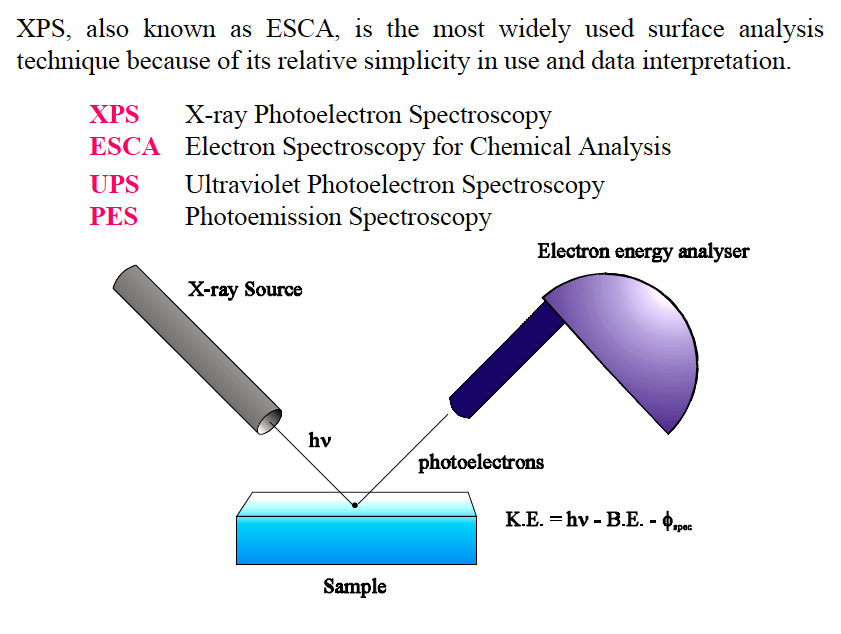 XPS, also known as ESCA, is the most widely used surface analysis
technique because of its relative simplicity in use and data interpretation.
XPS X-ray Photoelectron Spectroscopy
ESCA Electron Spectroscopy for Chemical Analysis
UPS Ultraviolet Photoelectron Spectroscopy
PES Photoemission Spectroscopy
Electron energy analyser
X-ray Source
hν
photoelectrons
K.E. = hν - B.E. - ϕspec
Sample